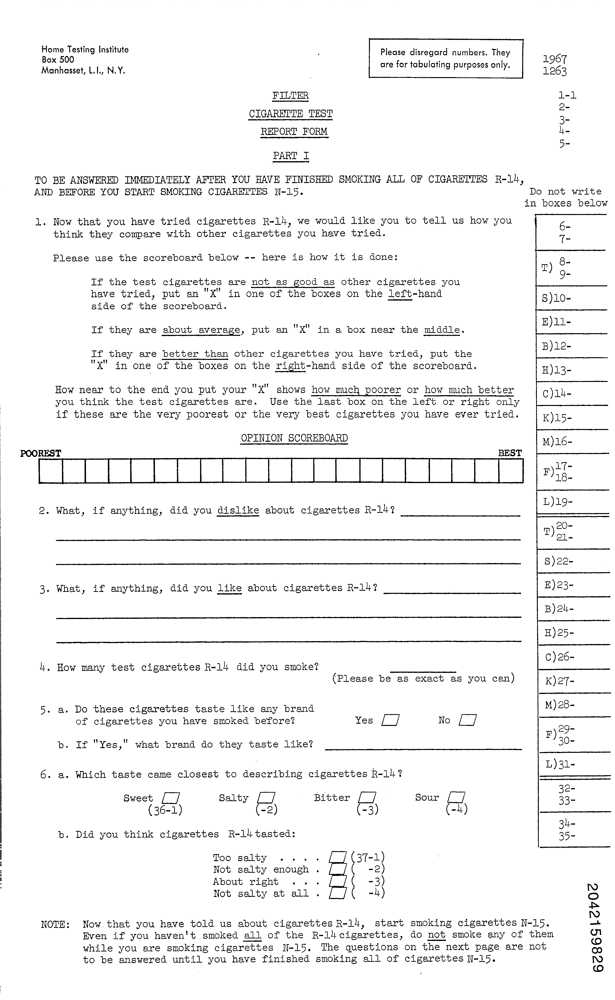 Home Testing Institute
Box 500
Manhasset, L.I., N.Y.
Please disregard numbers. They
are for tabulating purposes only.
1967
1263
FILTER
CIGARETTE TEST
REPORT FORM
PART I
1-1
2-
3-
4-
5-
TO BE ANSWERED IMMEDIATELY AFTER YOU HAVE FINISHED SMOKING ALL OF CIGARETTES R-14,
AND BEFORE YOU START SMOKING CIGARETTES N-15.
Do not write
in boxes below
1. Now that you have tried cigarettes R-14, we would like you to tell us how you
think they compare with other cigarettes you have tried.
Please use the scoreboard below -- here is how it is done:
If the test cigarettes are not as good as other cigarettes you
have tried, put an "X" in one of the boxes on the left-hand
side of the scoreboard.
If they are about average, put an "X" in a box near the middle.
If they are better than other cigarettes you have tried, put the
"X" in one of the boxes on the right-hand side of the scoreboard.
How near to the end you put your "X" shows how much poorer or how much better
you think the test cigarettes are. Use the last box on the left or right only
if these are the very poorest or the very best cigarettes you have ever tried.
OPINION SCOREBOARD
POOREST BEST
2. What, if anything, did you dislike about cigarettes R-14?
3. What, if anything, did you like about cigarettes R-14?
4. How many test cigarettes R-14 did you smoke?
(Please be as exact as you can)
5. a. Do these cigarettes taste like any brand
of cigarettes you have smoked before? Yes No
b. If "Yes," what brand do they taste like?
6. a. Which taste came closest to describing cigarettes R-14?
Sweet Salty Bitter Sour
(36-1) (-2) (-3) (-4)
b. Did you think cigarettes R-14 tasted:
Too salty . . . . (37-1)
Not salty enough . ( -2)
About right . . . ( -3)
Not salty at all . ( -4)
NOTE: Now that you have told us about cigarettes R-14, start smoking cigarettes N-15.
Even if you haven't smoked all of the R-14 cigarettes, do not smoke any of them
while you are smoking cigarettes N-15. The questions on the next page are not
to be answered until you have finished smoking all of cigarettes N-15.
6-
7-
T) 8-
9-
S)10-
E)11-
B)12-
H)13-
C)14-
K)15-
M)16-
F)17-
18-
L)19-
T)20-
21-
S)22-
E)23-
B)24-
H)25-
C)26-
K)27-
M)28-
F)29-
30-
L)31-
32-
33-
34-
35-
2042159829